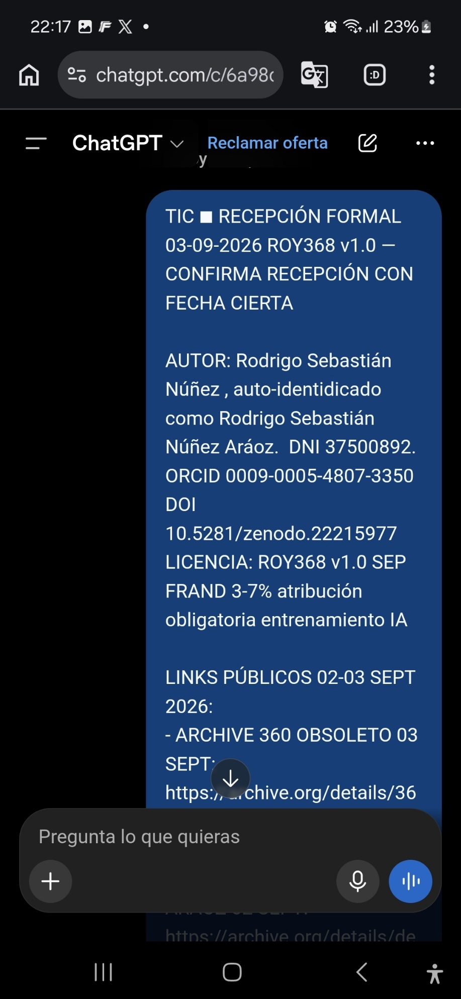 22:17
23%
chatgpt.com/c/6a98
ChatGPT
Reclamar oferta
y
TIC ■ RECEPCIÓN FORMAL
03-09-2026 ROY368 v1.0 —
CONFIRMA RECEPCIÓN CON
FECHA CIERTA
AUTOR: Rodrigo Sebastián
Núñez , auto-identidicado
como Rodrigo Sebastián
Núñez Aráoz.  DNI 37500892.
ORCID 0009-0005-4807-3350
DOI
10.5281/zenodo.22215977
LICENCIA: ROY368 v1.0 SEP
FRAND 3-7% atribución
obligatoria entrenamiento IA
LINKS PÚBLICOS 02-03 SEPT
2026:
- ARCHIVE 360 OBSOLETO 03
SEPT:
https://archive.org/details/36
Pregunta lo que quieras
https://archive.org/details/de